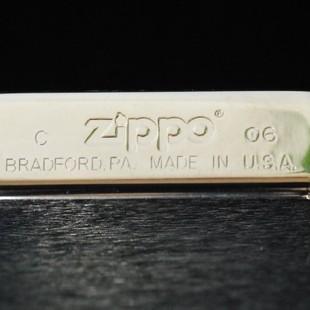 C Zippo® 06
BRADFORD, PA. MADE IN U.S.A.